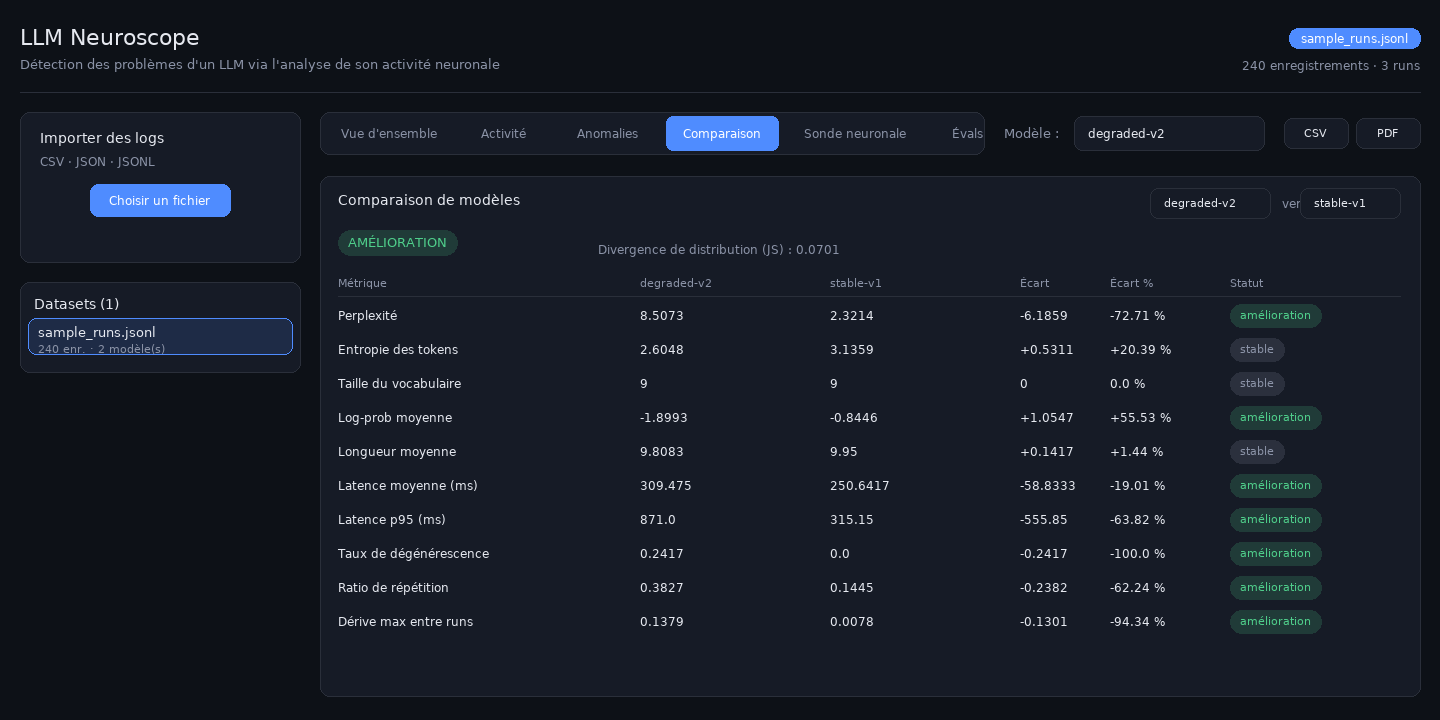 LLM Neuroscope
Détection des problèmes d'un LLM via l'analyse de son activité neuronale
sample_runs.jsonl
240 enregistrements · 3 runs
Importer des logs
CSV · JSON · JSONL
Choisir un fichier
Datasets (1)
sample_runs.jsonl
240 enr. · 2 modèle(s)
Vue d'ensemble Activité Anomalies Comparaison Sonde neuronale Évals Modèle : degraded-v2 CSV PDF
Comparaison de modèles degraded-v2 ver stable-v1
AMÉLIORATION Divergence de distribution (JS) : 0.0701
Métrique degraded-v2 stable-v1 Écart Écart % Statut
Perplexité 8.5073 2.3214 -6.1859 -72.71 % amélioration
Entropie des tokens 2.6048 3.1359 +0.5311 +20.39 % stable
Taille du vocabulaire 9 9 0 0.0 % stable
Log-prob moyenne -1.8993 -0.8446 +1.0547 +55.53 % amélioration
Longueur moyenne 9.8083 9.95 +0.1417 +1.44 % stable
Latence moyenne (ms) 309.475 250.6417 -58.8333 -19.01 % amélioration
Latence p95 (ms) 871.0 315.15 -555.85 -63.82 % amélioration
Taux de dégénérescence 0.2417 0.0 -0.2417 -100.0 % amélioration
Ratio de répétition 0.3827 0.1445 -0.2382 -62.24 % amélioration
Dérive max entre runs 0.1379 0.0078 -0.1301 -94.34 % amélioration